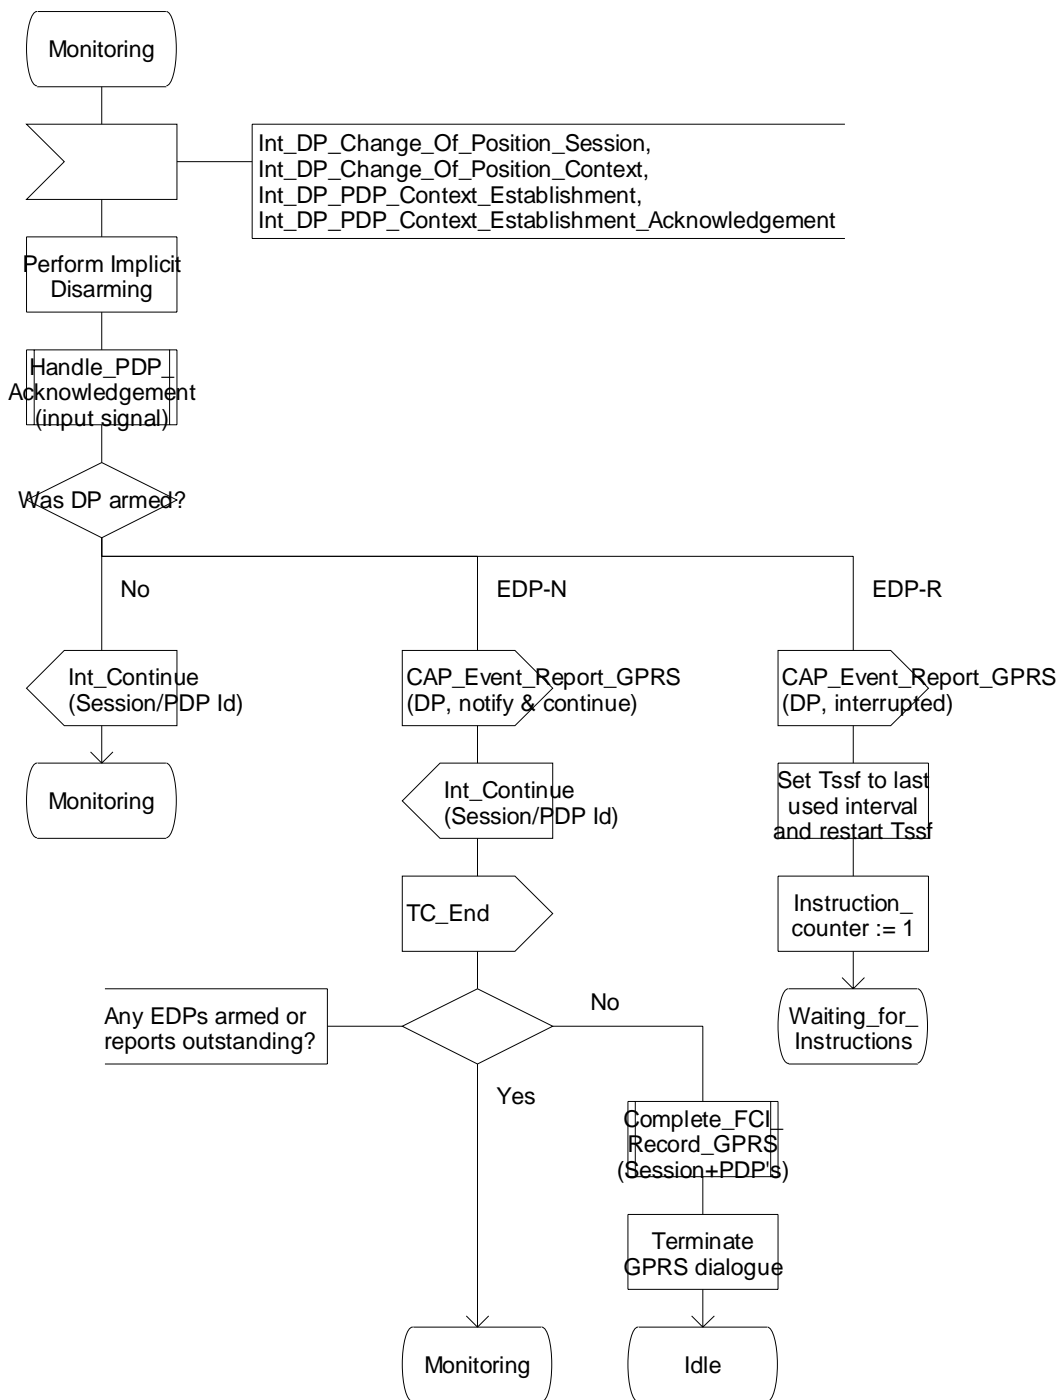 Monitoring
Int_DP_Change_Of_Position_Session,
Int_DP_Change_Of_Position_Context,
Int_DP_PDP_Context_Establishment,
Int_DP_PDP_Context_Establishment_Acknowledgement
Perform Implicit
Disarming
Handle_PDP_
Acknowledgement
(input signal)
Was DP armed?
No
EDP-N
EDP-R
Int_Continue
(Session/PDP Id)
CAP_Event_Report_GPRS
(DP, notify & continue)
CAP_Event_Report_GPRS
(DP, interrupted)
Monitoring
Int_Continue
(Session/PDP Id)
Set Tssf to last
used interval
and restart Tssf
TC_End
Instruction_
counter := 1
Any EDPs armed or
reports outstanding?
No
Yes
Waiting_for_
Instructions
Complete_FCI_
Record_GPRS
(Session+PDP's)
Terminate
GPRS dialogue
Monitoring
Idle